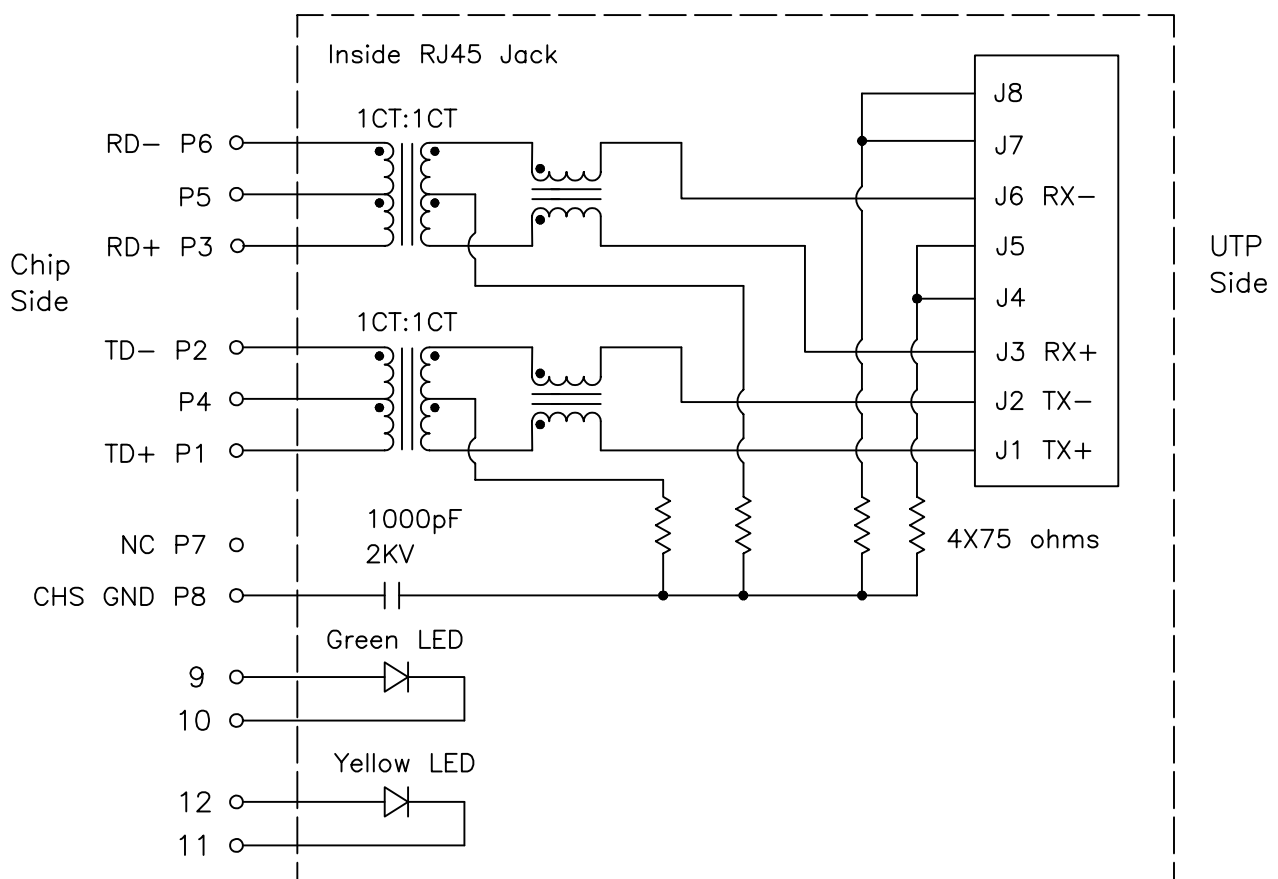 Inside RJ45 Jack
1CT:1CT
RD- P6
P5
RD+ P3
Chip
Side
1CT:1CT
TD- P2
P4
TD+ P1
J8
J7
J6 RX-
J5
J4
J3 RX+
J2 TX-
J1 TX+
UTP
Side
1000pF
2KV
4X75 ohms
NC P7
CHS GND P8
Green LED
9
10
Yellow LED
12
11